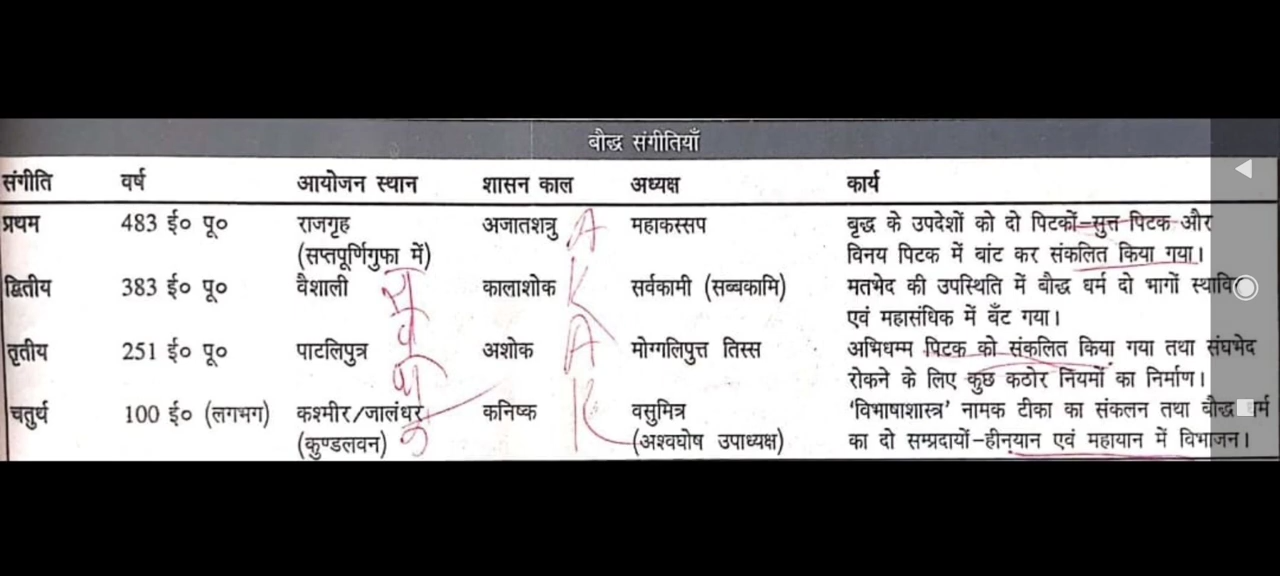 बौद्ध संगीतियाँ
संगीति वर्ष आयोजन स्थान शासन काल अध्यक्ष कार्य
प्रथम 483 ई० पू० राजगृह अजातशत्रु A महाकस्सप बृद्ध के उपदेशों को दो पिटकों–सुत्त पिटक और
(सप्तपूर्णिगुफा में) विनय पिटक में बांट कर संकलित किया गया।
द्वितीय 383 ई० पू० वैशाली कालाशोक K सर्वकामी (सब्बकामि) मतभेद की उपस्थिति में बौद्ध धर्म दो भागों
एवं महासंधिक में बँट गया।
तृतीय 251 ई० पू० पाटलिपुत्र अशोक A मोग्गलिपुत्त तिस्स अभिधम्म पिटक को संकलित किया गया तथा संघभेद
रोकने के लिए कुछ कठोर नियमों का निर्माण।
चतुर्थ 100 ई० (लगभग) कश्मीर/जालंधर कनिष्क K वसुमित्र 'विभाषाशास्त्र' नामक टीका का संकलन तथा बौद्ध धर्म
(कुण्डलवन) (अश्वघोष उपाध्यक्ष) का दो सम्प्रदायों–हीनयान एवं महायान में विभाजन।